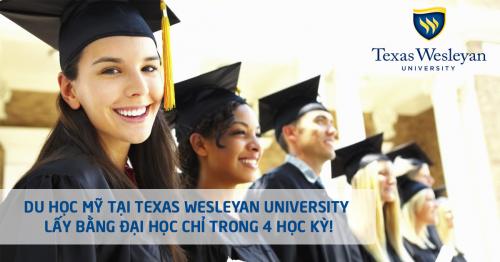 Texas Wesleyan
UNIVERSITY
DU HỌC MỸ TẠI TEXAS WESLEYAN UNIVERSITY
LẤY BẰNG ĐẠI HỌC CHỈ TRONG 4 HỌC KỲ!